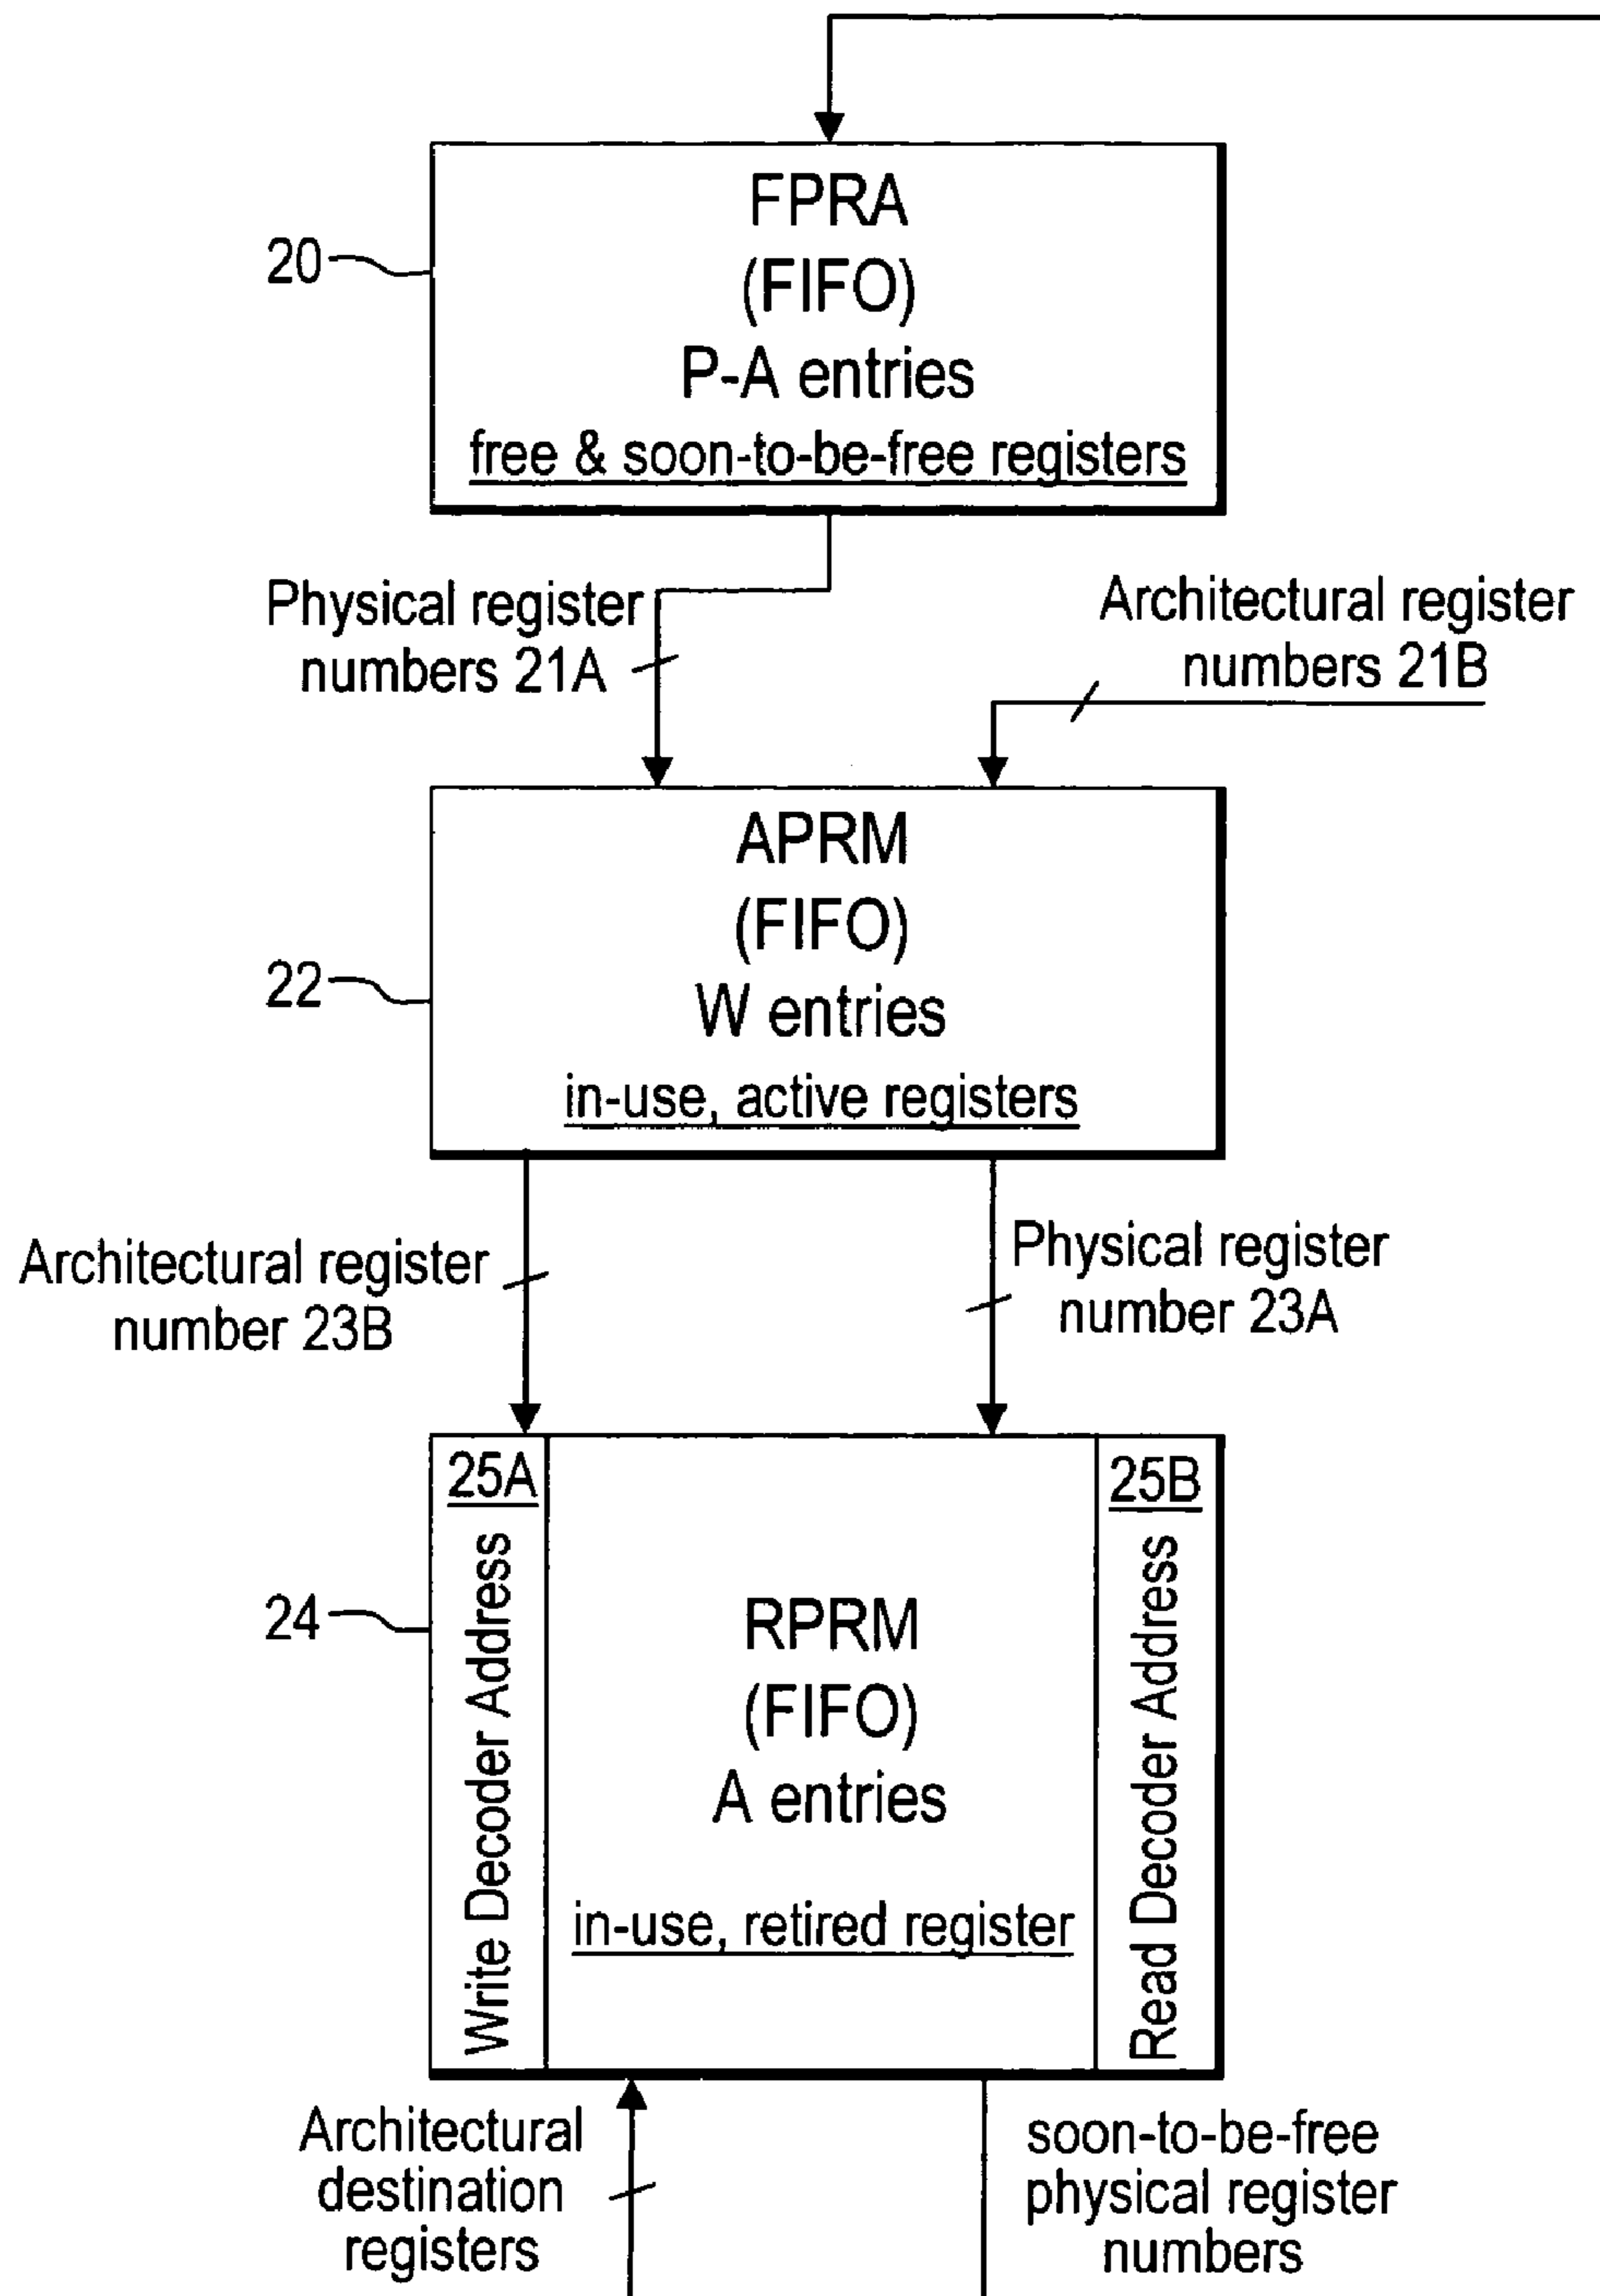 FPRA
(FIFO)
P-A entries
free & soon-to-be-free registers
20
Physical register
numbers 21A
Architectural register
numbers 21B
APRM
(FIFO)
W entries
in-use, active registers
22
Architectural register
number 23B
Physical register
number 23A
25A
Write Decoder Address
RPRM
(FIFO)
A entries
in-use, retired register
25B
Read Decoder Address
24
Architectural
destination
registers
soon-to-be-free
physical register
numbers